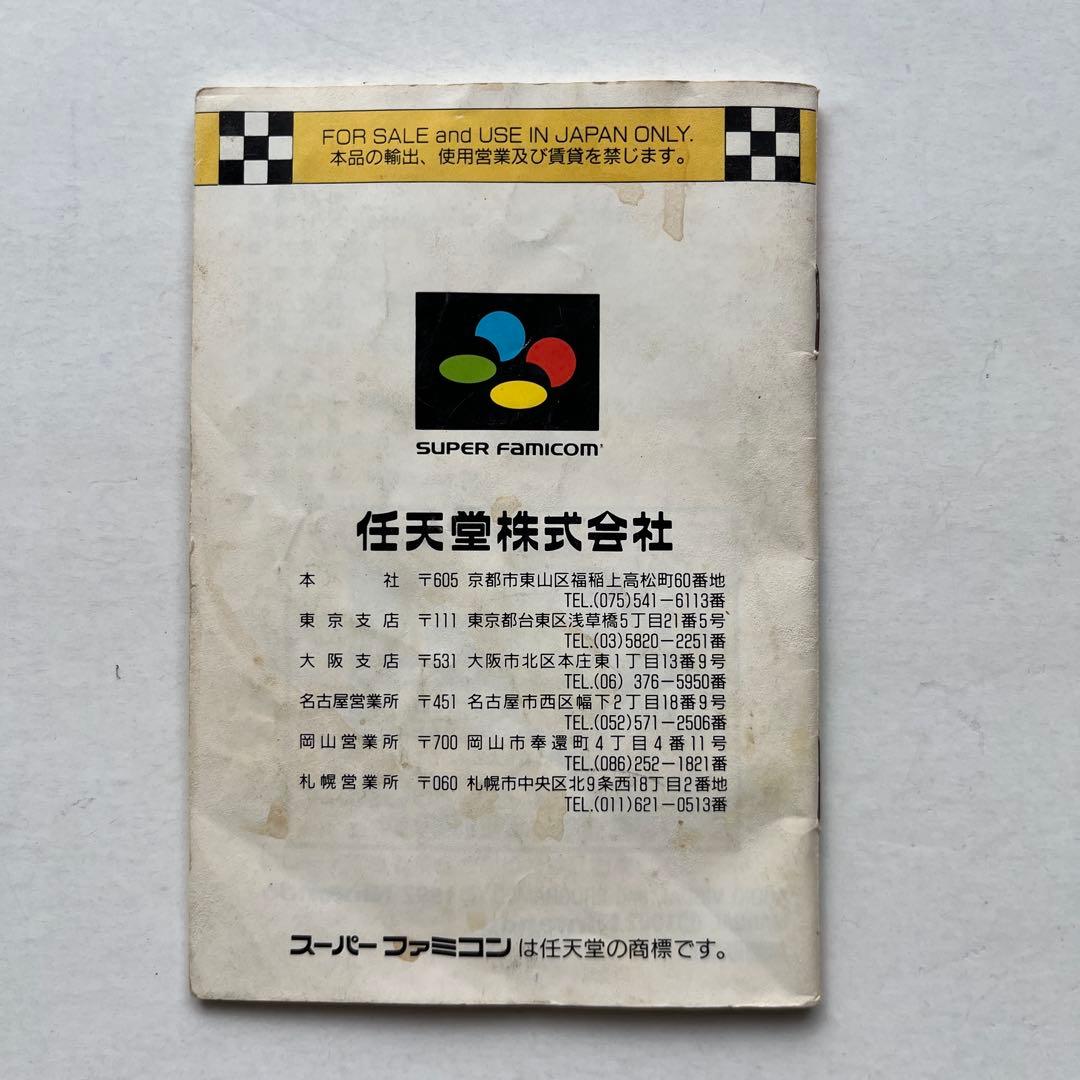 FOR SALE and USE IN JAPAN ONLY.
本品の輸出、使用営業及び賃貸を禁じます。
SUPER FAMICOM
任天堂株式会社
本社 〒605 京都市東山区福稲上高松町60番地
TEL.(075)541-6113番
東京支店 〒111 東京都台東区浅草橋5丁目21番5号
TEL.(03)5820-2251番
大阪支店 〒531 大阪市北区本庄東1丁目13番9号
TEL.(06) 376-5950番
名古屋営業所 〒451 名古屋市西区幅下2丁目18番9号
TEL.(052)571-2506番
岡山営業所 〒700 岡山市奉還町4丁目4番11号
TEL.(086)252-1821番
札幌営業所 〒060 札幌市中央区北9条西18丁目2番地
TEL.(011)621-0513番
スーパーファミコンは任天堂の商標です。